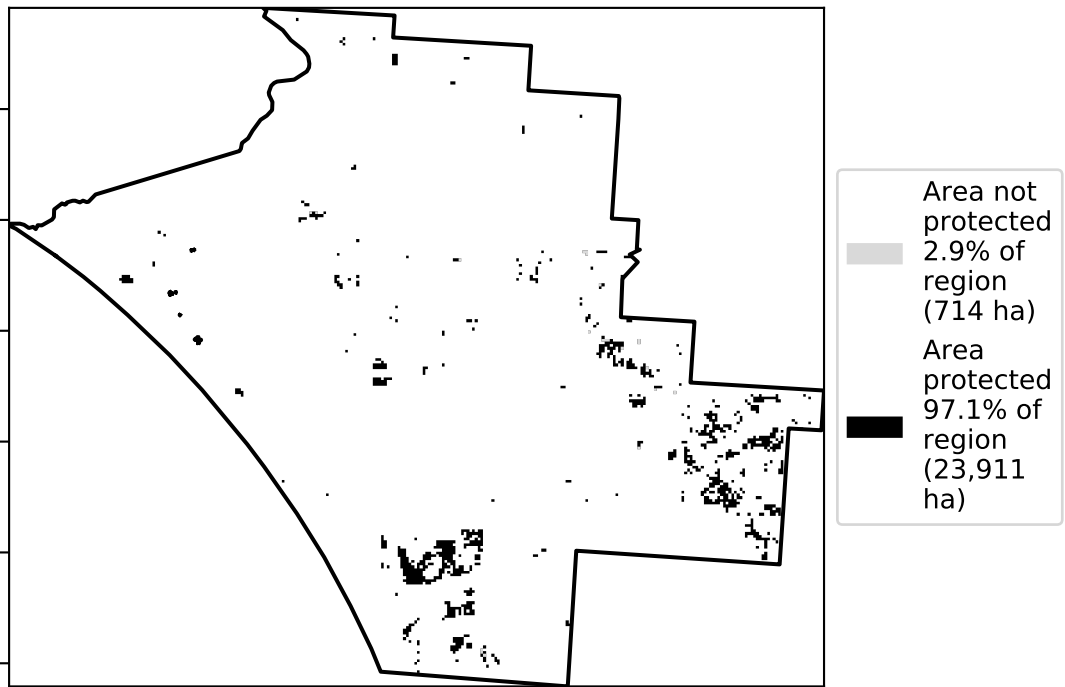 Area not
protected
2.9% of
region
(714 ha)
Area
protected
97.1% of
region
(23,911
ha)